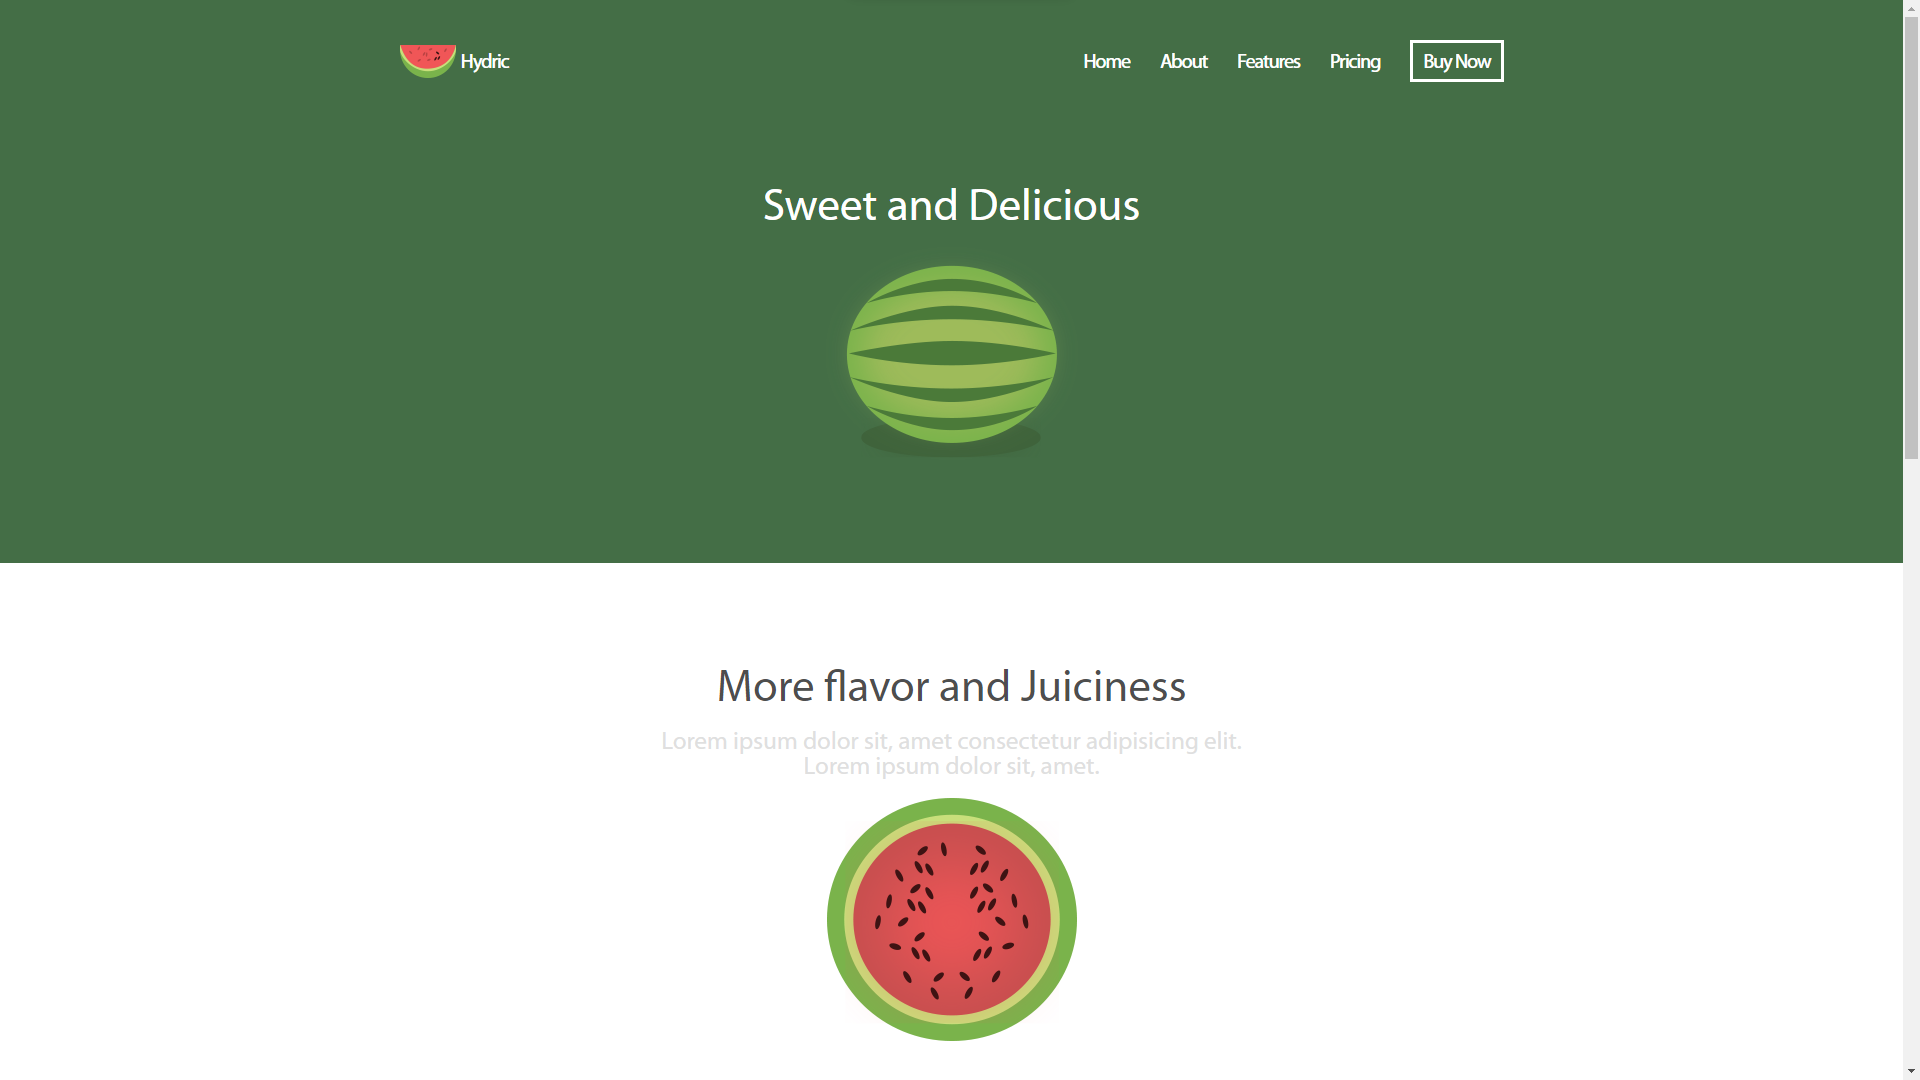 Hydric
Home
About
Features
Pricing
Buy Now
Sweet and Delicious
More flavor and Juiciness
Lorem ipsum dolor sit, amet consectetur adipisicing elit.
Lorem ipsum dolor sit, amet.